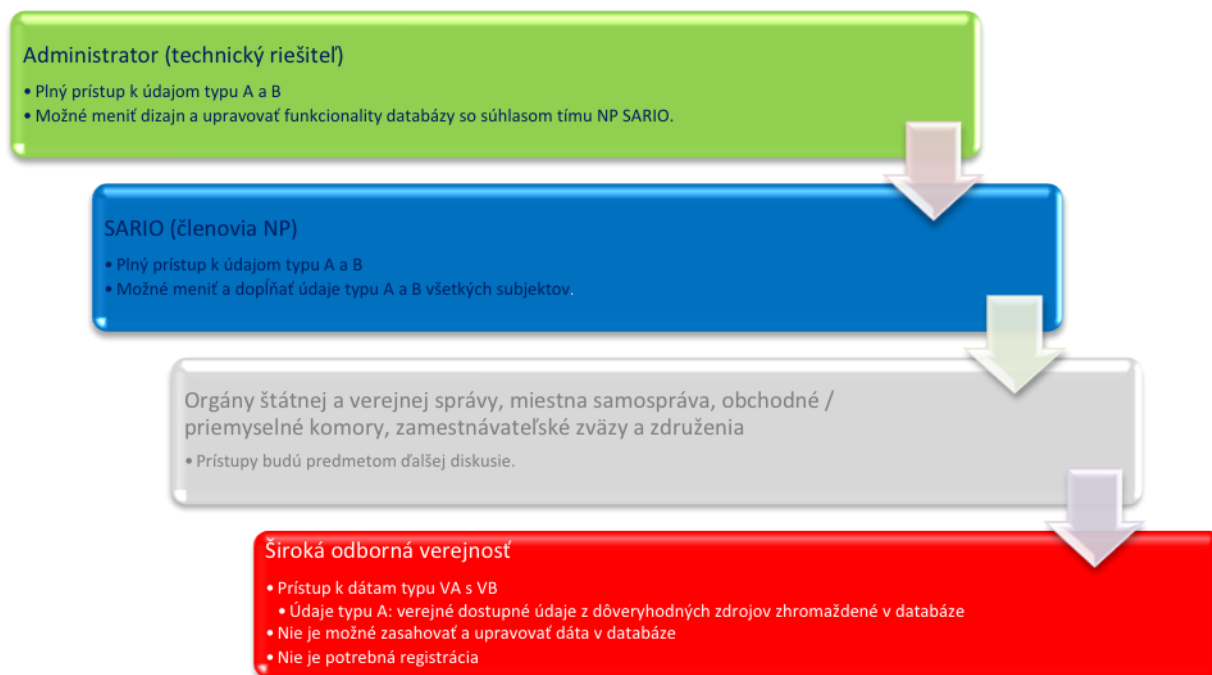 Administrator (technický riešiteľ)
• Plný prístup k údajom typu A a B
• Možné meniť dizajn a upravovať funkcionality databázy so súhlasom tímu NP SARIO.
SARIO (členovia NP)
• Plný prístup k údajom typu A a B
• Možné meniť a dopĺňať údaje typu A a B všetkých subjektov.
Orgány štátnej a verejnej správy, miestna samospráva, obchodné /
priemyselné komory, zamestnávateľské zväzy a združenia
• Prístupy budú predmetom ďalšej diskusie.
Široká odborná verejnosť
• Prístup k dátam typu VA s VB
• Údaje typu A: verejné dostupné údaje z dôveryhodných zdrojov zhromaždené v databáze
• Nie je možné zasahovať a upravovať dáta v databáze
• Nie je potrebná registrácia